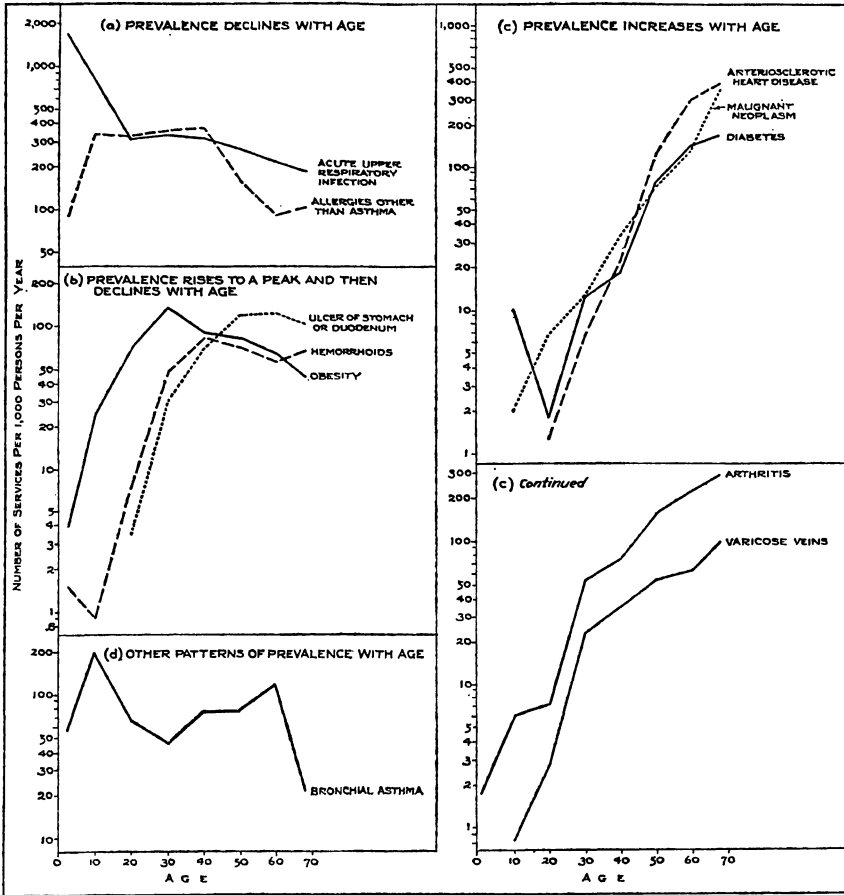 (a) PREVALENCE DECLINES WITH AGE
2,000
1,000
500
400
300
200
100
50
ACUTE UPPER
RESPIRATORY
INFECTION
ALLERGIES OTHER
THAN ASTHMA
(b) PREVALENCE RISES TO A PEAK AND THEN
DECLINES WITH AGE
100
50
40
30
10
5
4
3
2
1
.8
ULCER OF STOMACH
OR DUODENUM
HEMORRHOIDS
OBESITY
NUMBER OF SERVICES PER 1,000 PERSONS PER YEAR
(d) OTHER PATTERNS OF PREVALENCE WITH AGE
200
100
50
40
30
20
10
BRONCHIAL ASTHMA
0 10 20 30 40 50 60 70
AGE
(c) PREVALENCE INCREASES WITH AGE
1,000
500
400
300
200
100
50
40
30
20
10
5
4
3
2
1
ARTERIOSCLEROTIC
HEART DISEASE
MALIGNANT
NEOPLASM
DIABETES
(c) Continued
300
200
100
50
40
30
20
10
5
4
3
2
1
ARTHRITIS
VARICOSE VEINS
0 10 20 30 40 50 60 70
AGE